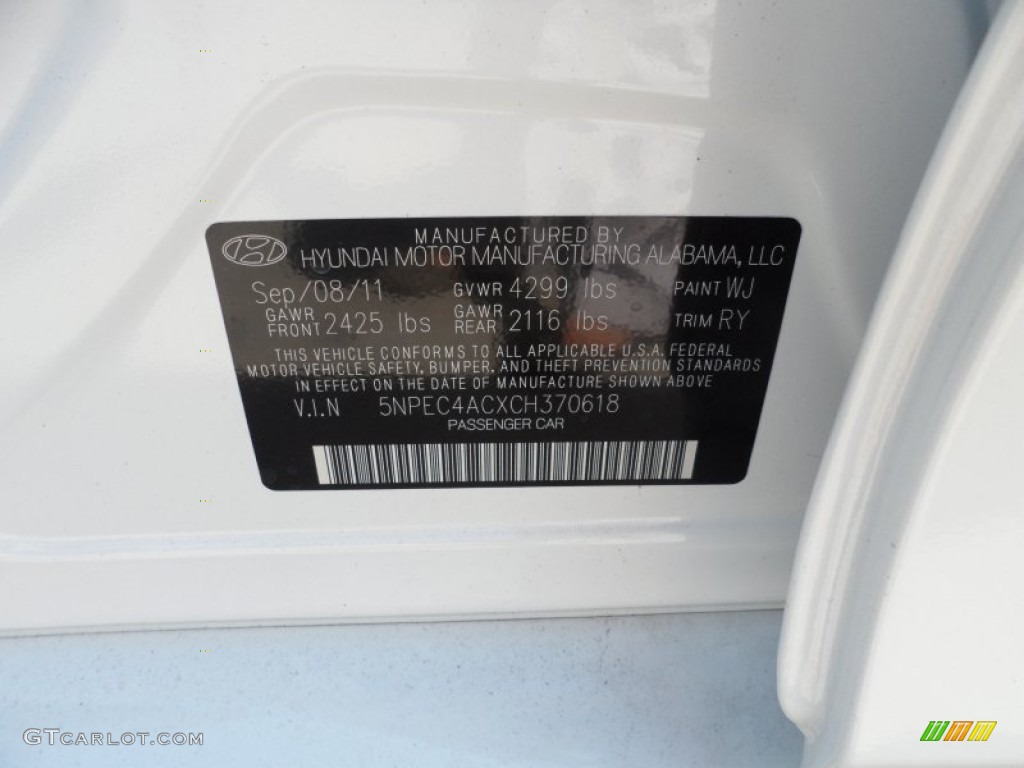 MANUFACTURED BY
HYUNDAI MOTOR MANUFACTURING ALABAMA, LLC
Sep/08/11 GVWR 4299 lbs PAINT WJ
GAWR FRONT 2425 lbs GAWR REAR 2116 lbs TRIM RY
THIS VEHICLE CONFORMS TO ALL APPLICABLE U.S.A. FEDERAL
MOTOR VEHICLE SAFETY, BUMPER, AND THEFT PREVENTION STANDARDS
IN EFFECT ON THE DATE OF MANUFACTURE SHOWN ABOVE
V.I.N 5NPEC4ACXCH370618
PASSENGER CAR
GTCARLOT.COM